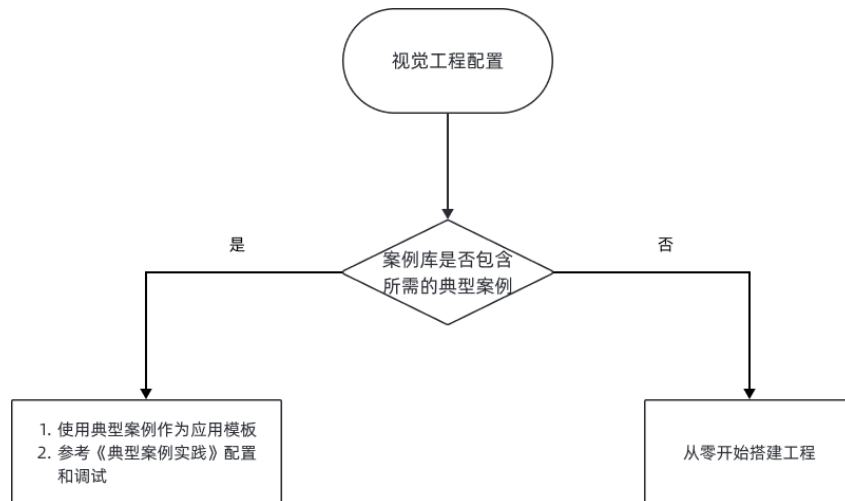 视觉工程配置
是
否
案例库是否包含
所需的典型案例
1. 使用典型案例作为应用模板
2. 参考《典型案例实践》配置
和调试
从零开始搭建工程